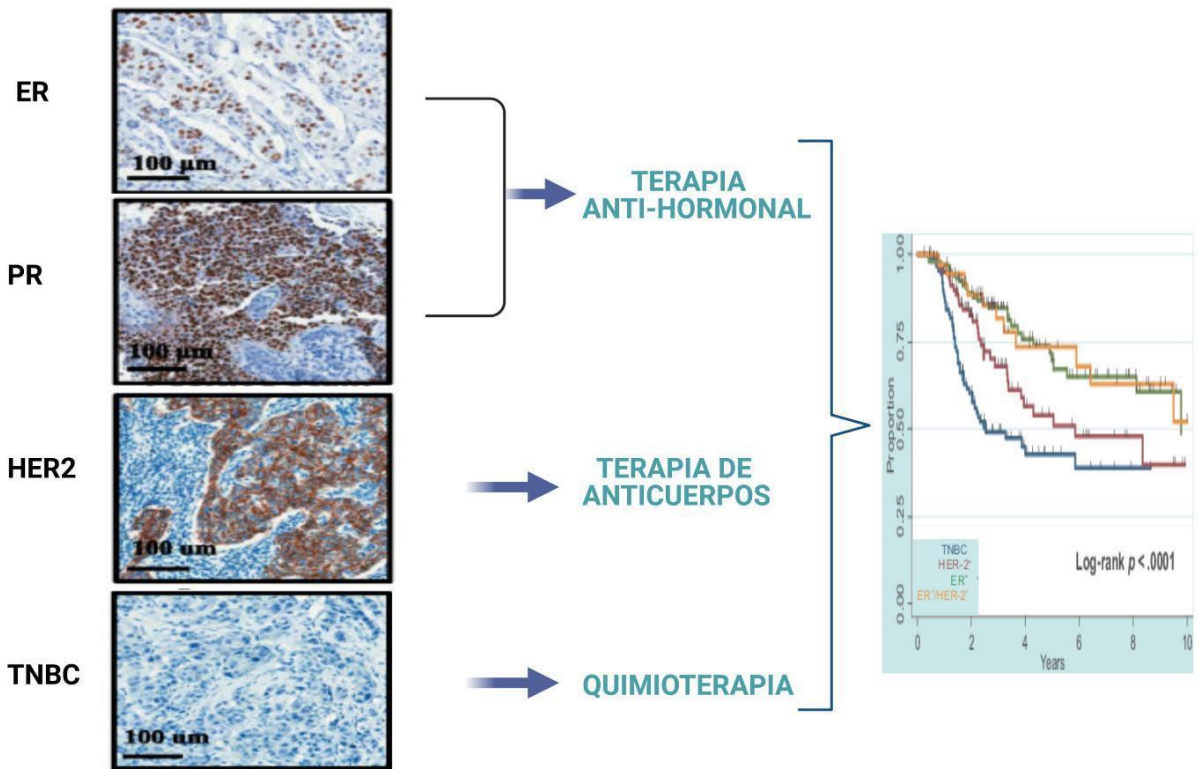 ER
100 µm
PR
100 µm
HER2
100 um
TNBC
100 µm
TERAPIA
ANTI-HORMONAL
TERAPIA DE
ANTICUERPOS
QUIMIOTERAPIA
Proportion
1.00
0.75
0.50
0.25
0.00
TNBC
HER-2⁺
ER⁺
ER⁺/HER-2⁺
Log-rank p < .0001
0 2 4 6 8 10
Years